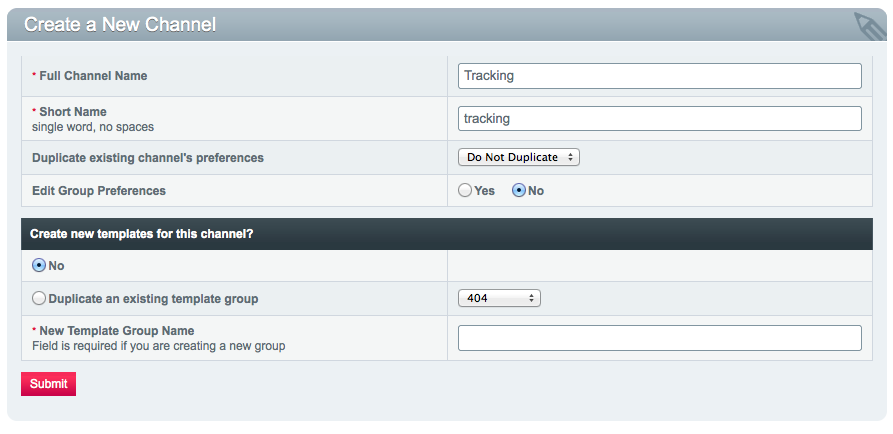 Create a New Channel
* Full Channel Name
Tracking
* Short Name
single word, no spaces
tracking
Duplicate existing channel's preferences
Do Not Duplicate
Edit Group Preferences
Yes No
Create new templates for this channel?
No
Duplicate an existing template group
404
* New Template Group Name
Field is required if you are creating a new group
Submit